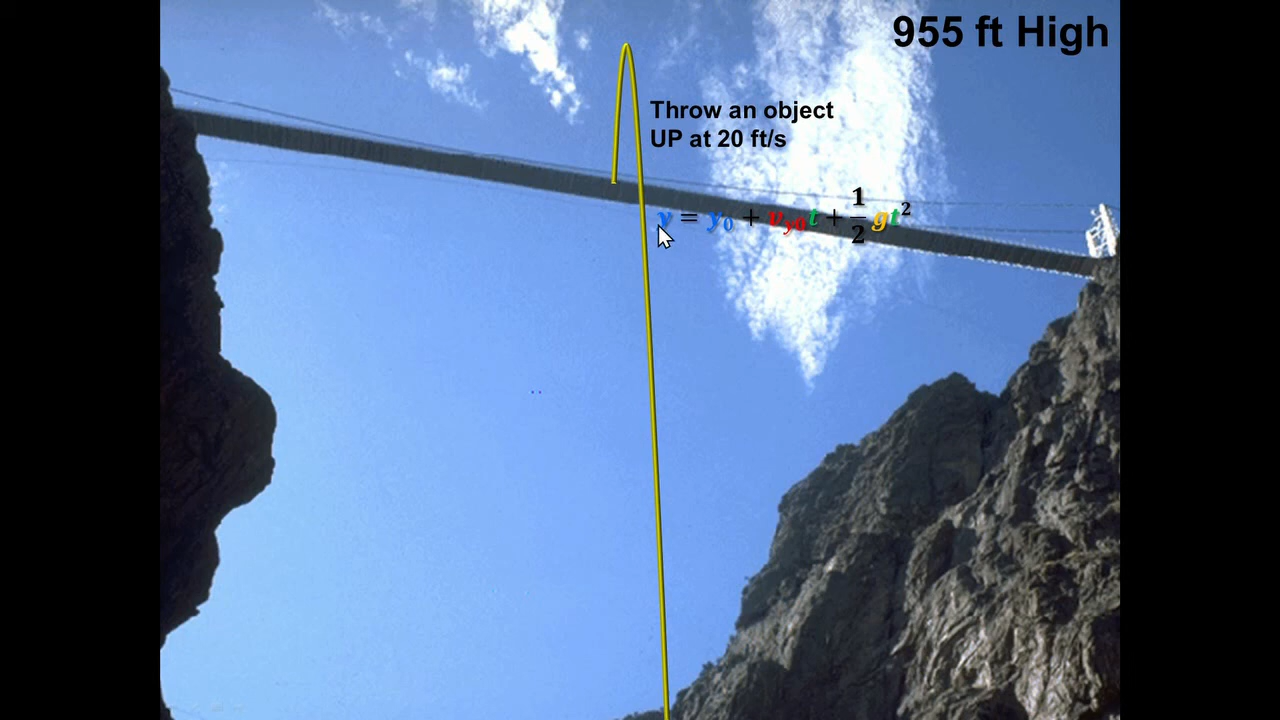 955 ft High
Throw an object
UP at 20 ft/s
y = y₀ + v_y0 t + 1/2 gt²